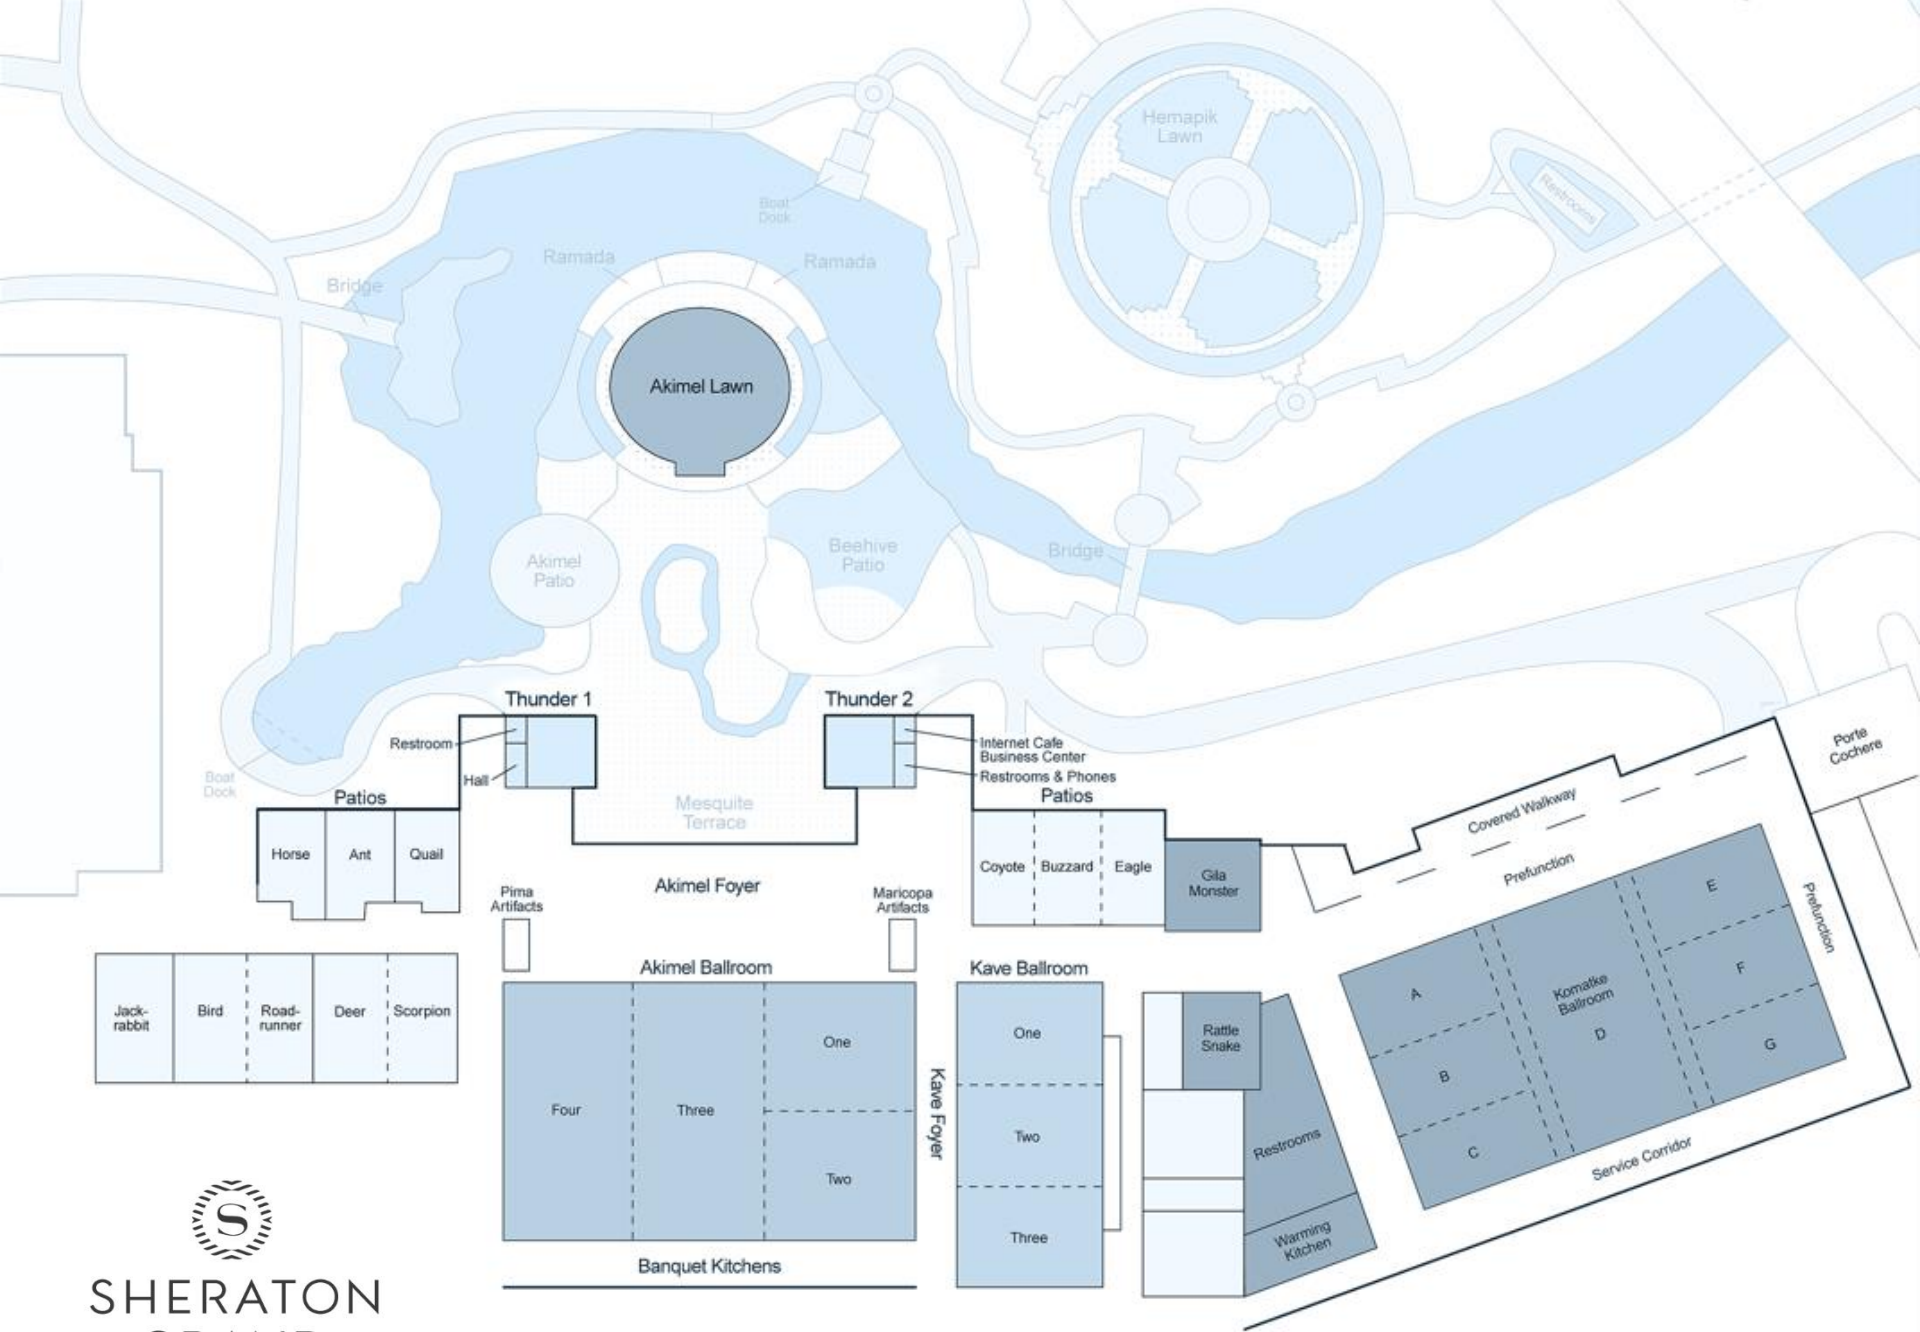 Hemapik
Lawn
Restrooms
Boat
Dock
Ramada
Ramada
Bridge
Akimel Lawn
Akimel
Patio
Beehive
Patio
Bridge
Thunder 1
Thunder 2
Restroom
Hall
Internet Cafe
Business Center
Restrooms & Phones
Boat
Dock
Patios
Patios
Mesquite
Terrace
Porte
Cochere
Covered Walkway
Prefunction
Prefunction
Horse
Ant
Quail
Akimel Foyer
Pima
Artifacts
Maricopa
Artifacts
Coyote
Buzzard
Eagle
Gila
Monster
Jack-
rabbit
Bird
Road-
runner
Deer
Scorpion
Akimel Ballroom
Four
Three
One
Two
Banquet Kitchens
Kave Foyer
Kave Ballroom
One
Two
Three
Rattle
Snake
Restrooms
Warming
Kitchen
A
B
C
Komatke
Ballroom
D
E
F
G
Service Corridor
S
SHERATON